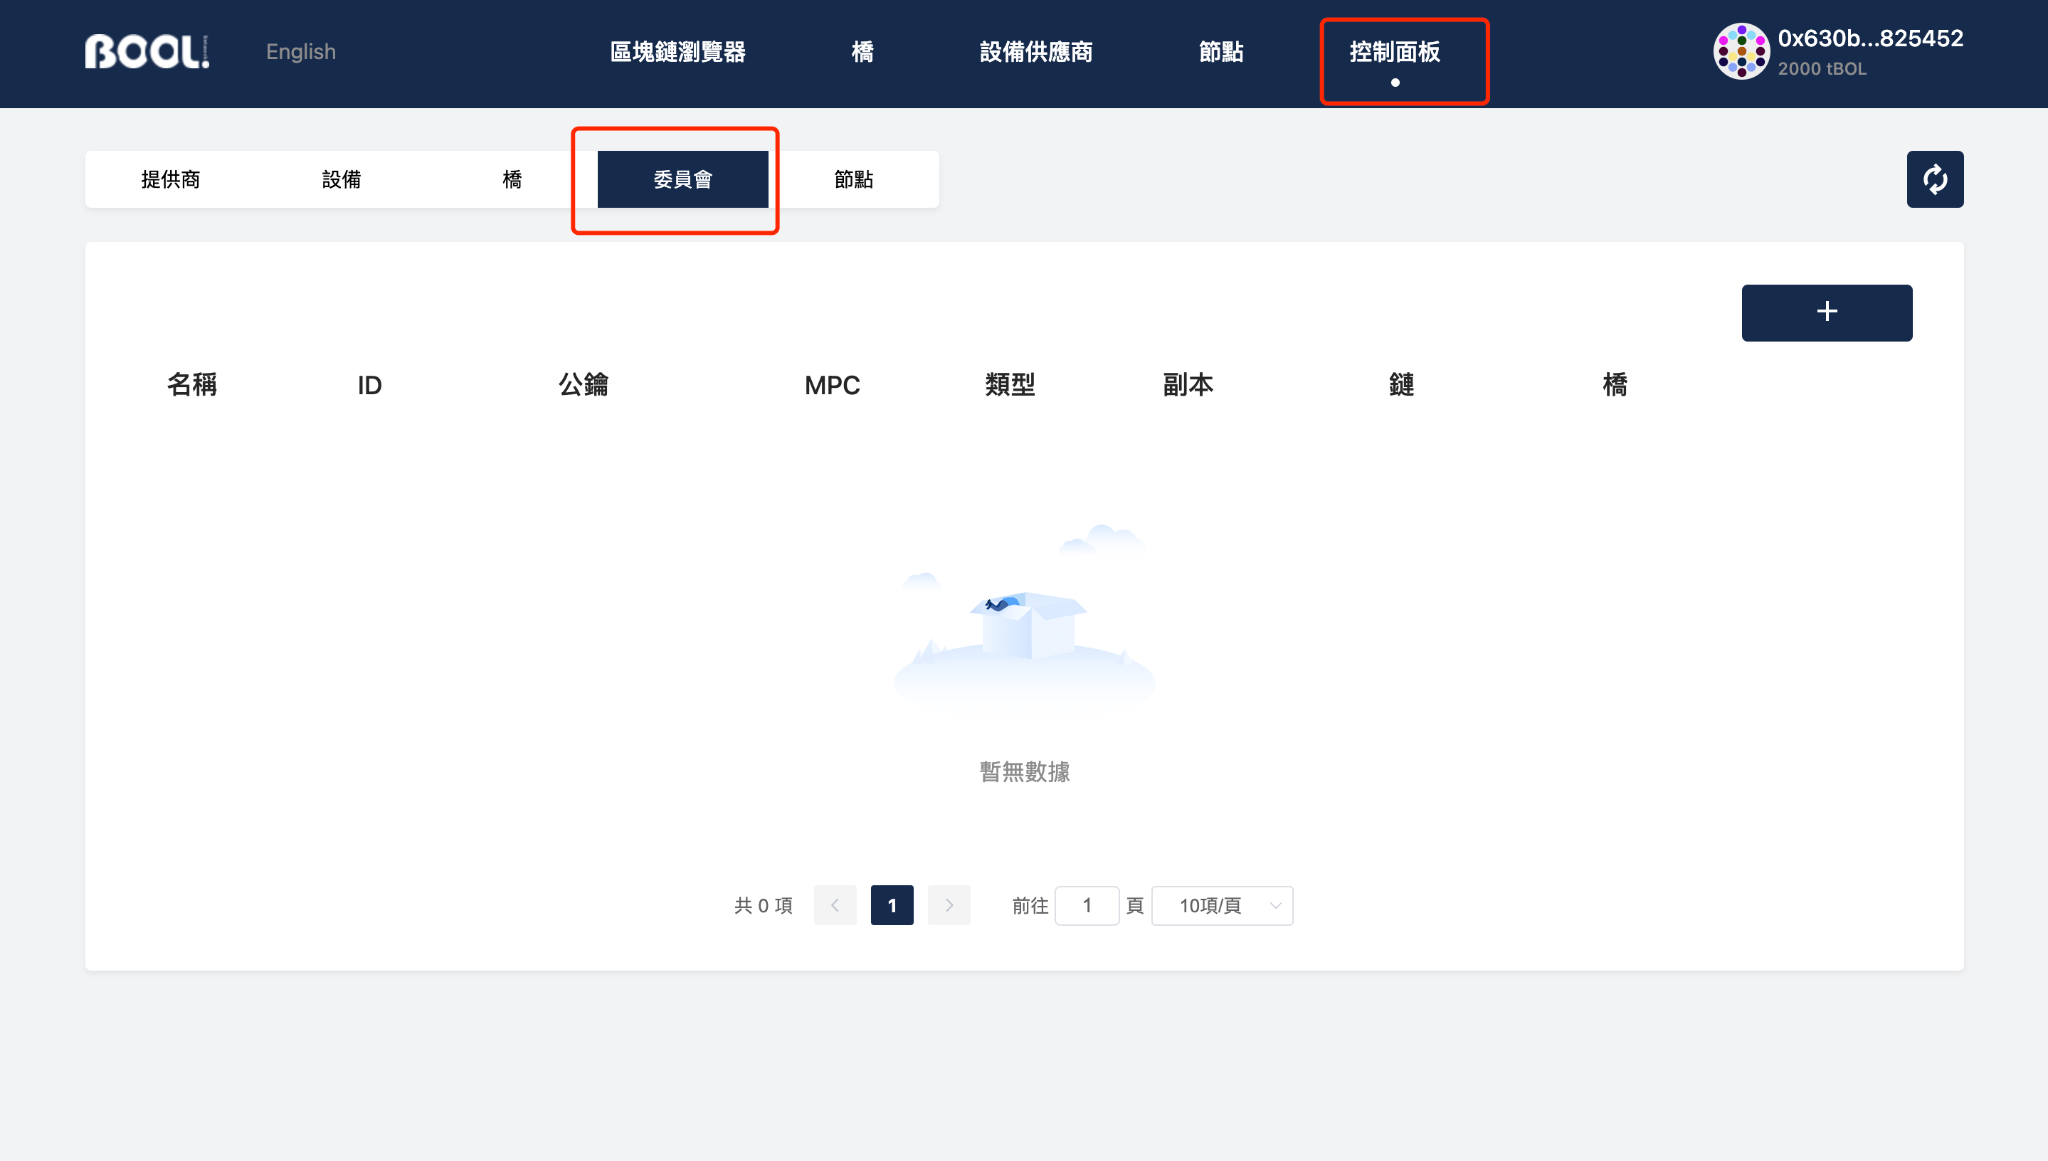 BOOL
English
區塊鏈瀏覽器
橋
設備供應商
節點
控制面板
0x630b...825452
2000 tBOL
提供商
設備
橋
委員會
節點
+
名稱 ID 公鑰 MPC 類型 副本 鏈 橋
暫無數據
共 0 項
1
前往 1 頁
10項/頁